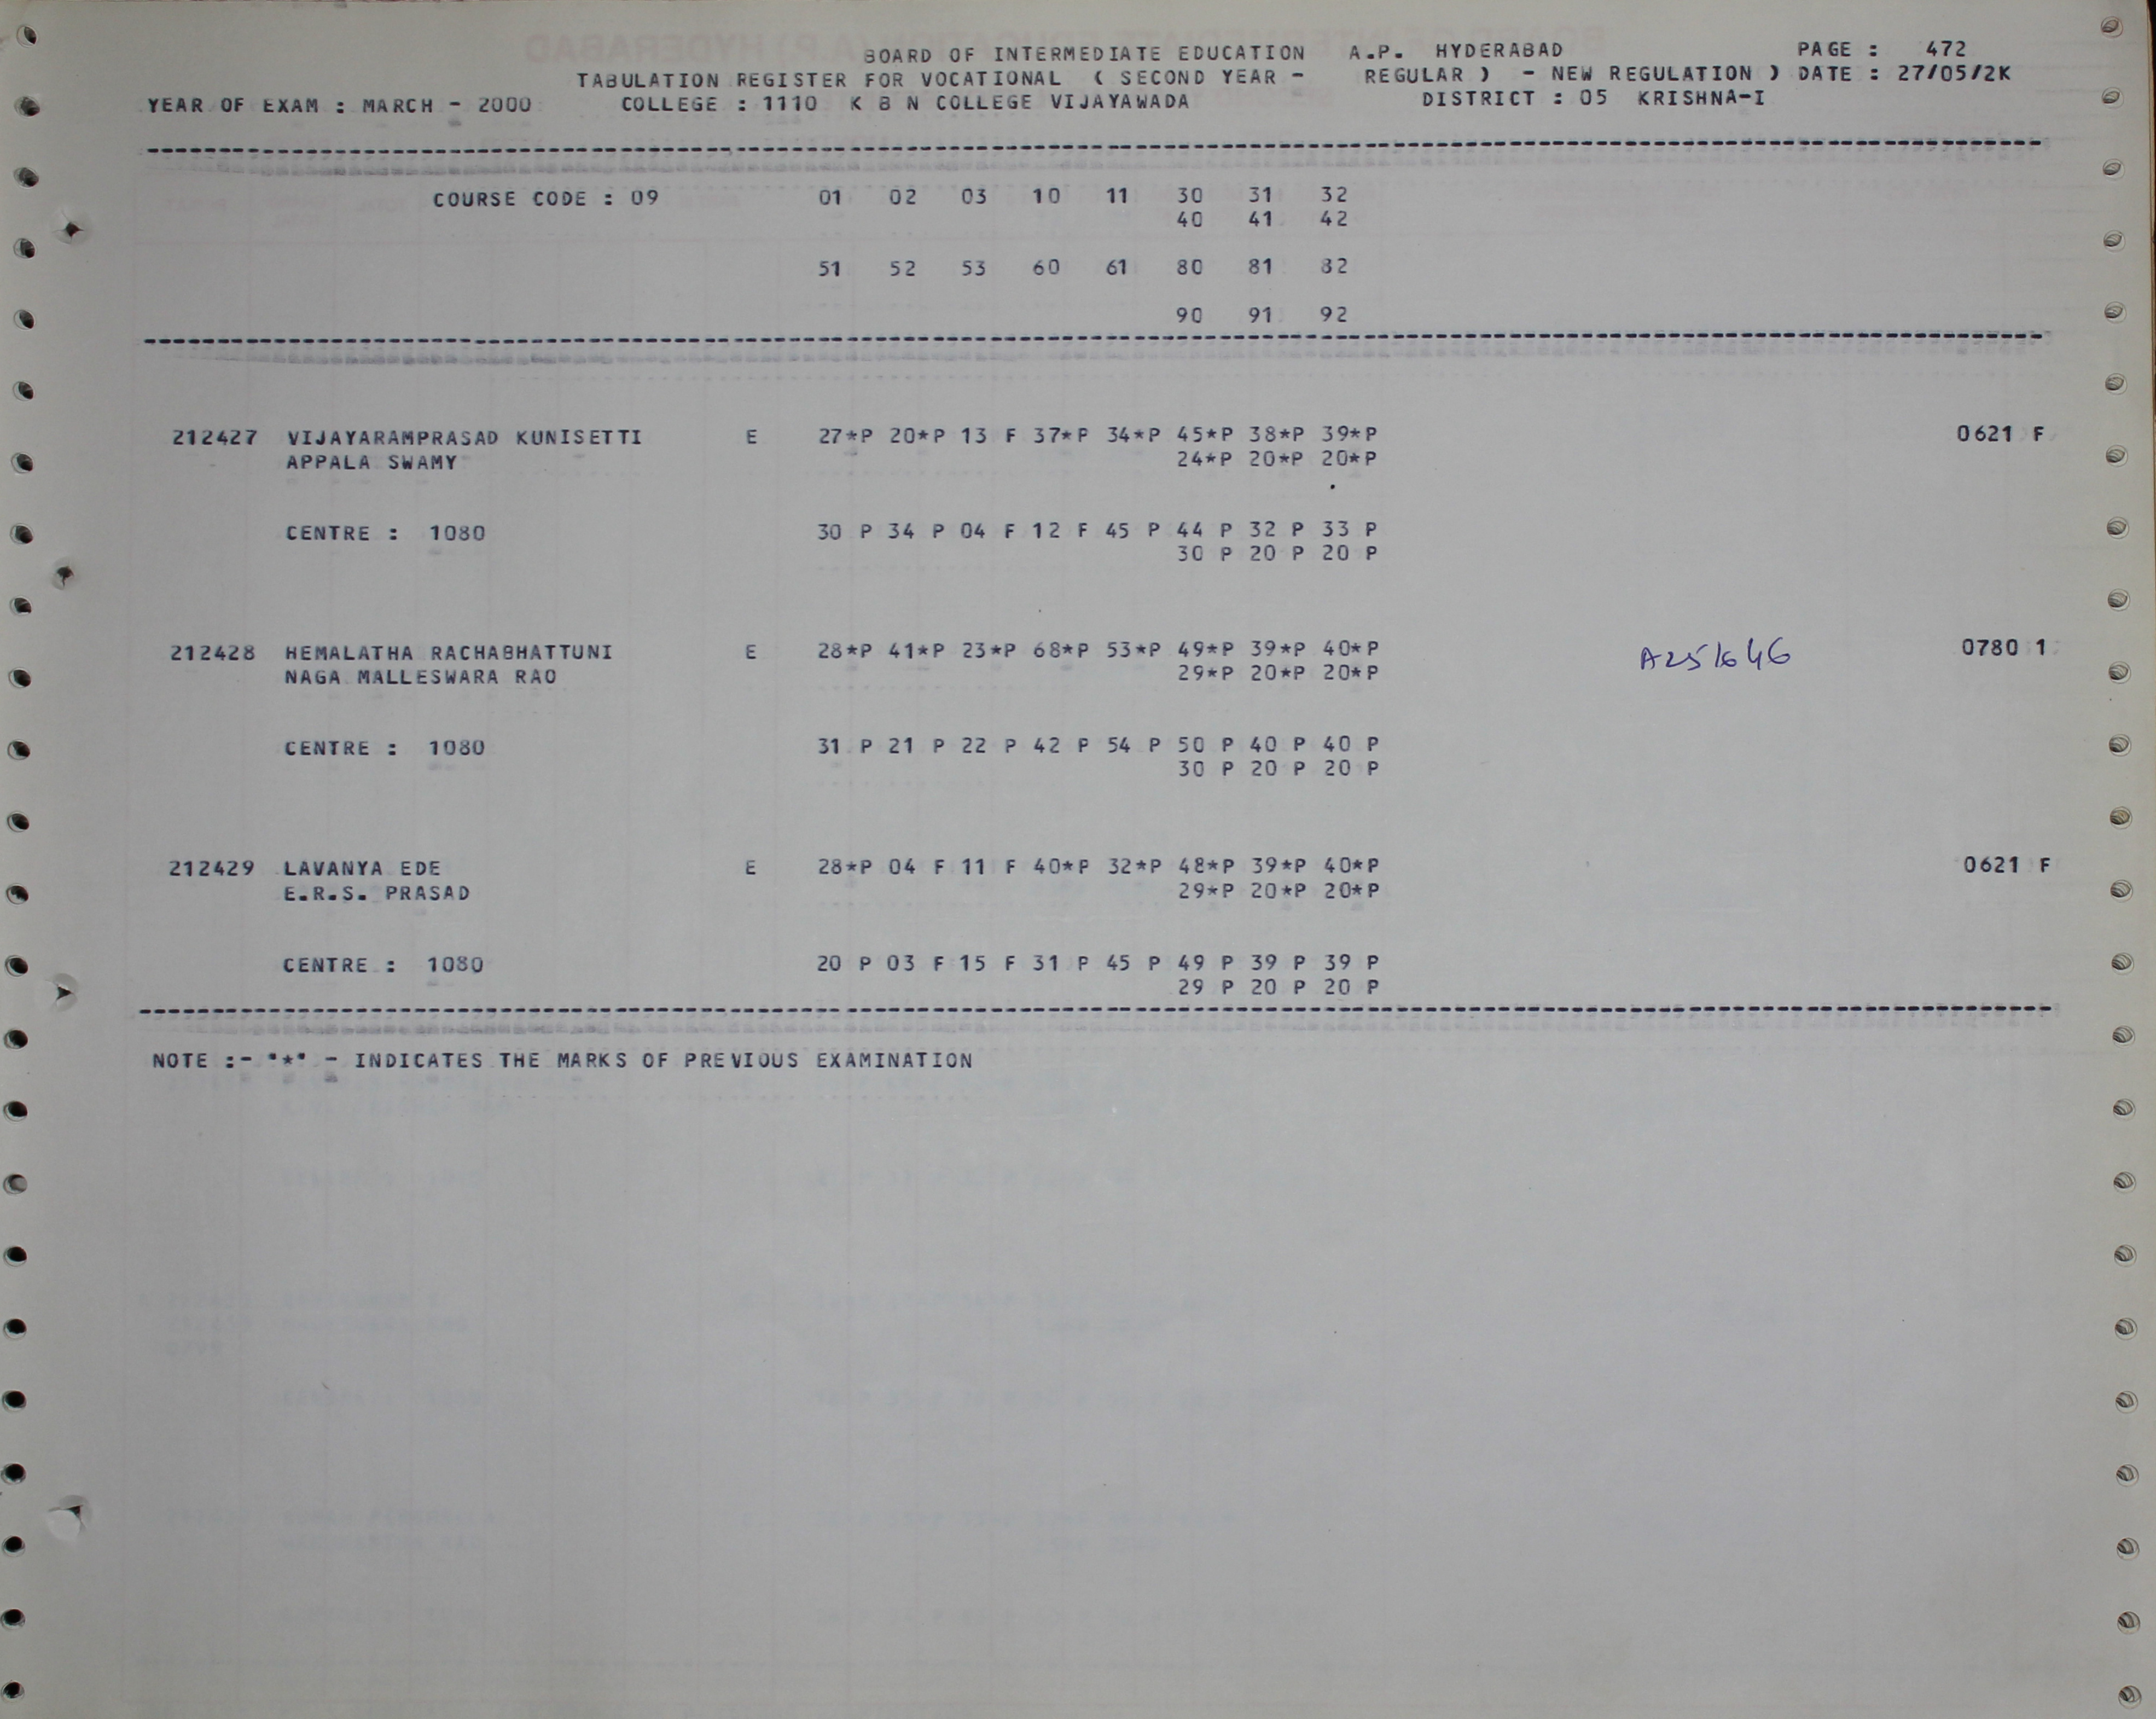 BOARD OF INTERMEDIATE EDUCATION A.P. HYDERABAD PAGE : 472
TABULATION REGISTER FOR VOCATIONAL ( SECOND YEAR - REGULAR ) - NEW REGULATION ) DATE : 27/05/2K
YEAR OF EXAM : MARCH - 2000 COLLEGE : 1110 K B N COLLEGE VIJAYAWADA DISTRICT : 05 KRISHNA-I
COURSE CODE : 09 01 02 03 10 11 30 31 32
40 41 42
51 52 53 60 61 80 81 82
90 91 92
212427 VIJAYARAMPRASAD KUNISETTI E 27*P 20*P 13 F 37*P 34*P 45*P 38*P 39*P 0621 F
APPALA SWAMY 24*P 20*P 20*P
CENTRE : 1080 30 P 34 P 04 F 12 F 45 P 44 P 32 P 33 P
30 P 20 P 20 P
212428 HEMALATHA RACHABHATTUNI E 28*P 41*P 23*P 68*P 53*P 49*P 39*P 40*P A251646 0780 1
NAGA MALLESWARA RAO 29*P 20*P 20*P
CENTRE : 1080 31 P 21 P 22 P 42 P 54 P 50 P 40 P 40 P
30 P 20 P 20 P
212429 LAVANYA EDE E 28*P 04 F 11 F 40*P 32*P 48*P 39*P 40*P 0621 F
E.R.S. PRASAD 29*P 20*P 20*P
CENTRE : 1080 20 P 03 F 15 F 31 P 45 P 49 P 39 P 39 P
29 P 20 P 20 P
NOTE :- "*" - INDICATES THE MARKS OF PREVIOUS EXAMINATION